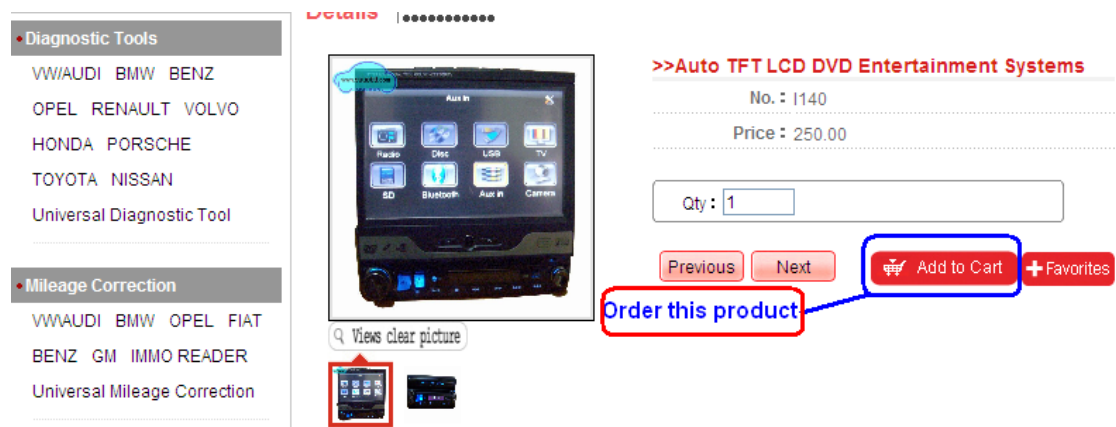 Details
•Diagnostic Tools
VW/AUDI BMW BENZ
OPEL RENAULT VOLVO
HONDA PORSCHE
TOYOTA NISSAN
Universal Diagnostic Tool
•Mileage Correction
VW\AUDI BMW OPEL FIAT
BENZ GM IMMO READER
Universal Mileage Correction
Aux in
Radio Disc USB TV
SD Bluetooth Aux in Camera
Views clear picture
>>Auto TFT LCD DVD Entertainment Systems
No.: I140
Price: 250.00
Qty: 1
Previous Next Add to Cart +Favorites
Order this product